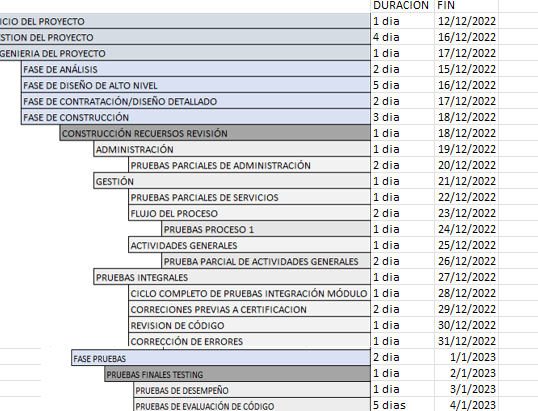 DURACION FIN
ICIO DEL PROYECTO 1 dia 12/12/2022
ESTION DEL PROYECTO 4 dia 16/12/2022
GENIERIA DEL PROYECTO 1 dia 17/12/2022
FASE DE ANÁLISIS 2 dia 15/12/2022
FASE DE DISEÑO DE ALTO NIVEL 5 dia 16/12/2022
FASE DE CONTRATACIÓN/DISEÑO DETALLADO 2 dia 17/12/2022
FASE DE CONSTRUCCIÓN 3 dia 18/12/2022
CONSTRUCCIÓN RECUERSOS REVISIÓN 1 dia 18/12/2022
ADMINISTRACIÓN 1 dia 19/12/2022
PRUEBAS PARCIALES DE ADMINISTRACIÓN 2 dia 20/12/2022
GESTIÓN 1 dia 21/12/2022
PRUEBAS PARCIALES DE SERVICIOS 1 dia 22/12/2022
FLUJO DEL PROCESO 2 dia 23/12/2022
PRUEBAS PROCESO 1 1 dia 24/12/2022
ACTIVIDADES GENERALES 1 dia 25/12/2022
PRUEBA PARCIAL DE ACTIVIDADES GENERALES 2 dia 26/12/2022
PRUEBAS INTEGRALES 1 dia 27/12/2022
CICLO COMPLETO DE PRUEBAS INTEGRACIÓN MÓDULO 1 dia 28/12/2022
CORRECIONES PREVIAS A CERTIFICACION 2 dia 29/12/2022
REVISION DE CÓDIGO 1 dia 30/12/2022
CORRECCIÓN DE ERRORES 1 dia 31/12/2022
FASE PRUEBAS 2 dia 1/1/2023
PRUEBAS FINALES TESTING 1 dia 2/1/2023
PRUEBAS DE DESEMPEÑO 1 dia 3/1/2023
PRUEBAS DE EVALUACIÓN DE CÓDIGO 5 dias 4/1/2023